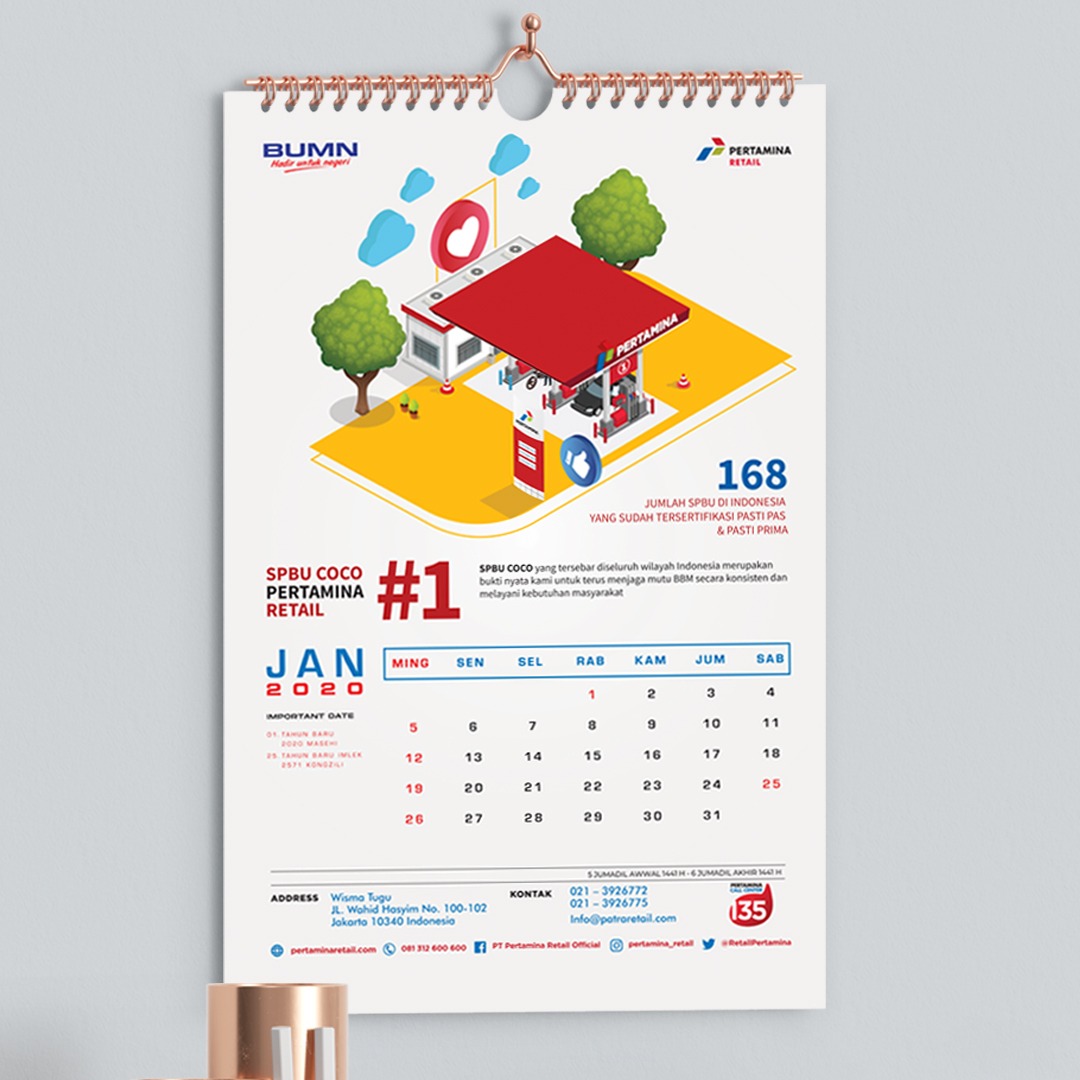 BUMN
Hadir untuk negeri
PERTAMINA
RETAIL
PERTAMINA
PERTAMINA
168
JUMLAH SPBU DI INDONESIA
YANG SUDAH TERSERTIFIKASI PASTI PAS
& PASTI PRIMA
SPBU COCO
PERTAMINA
RETAIL
#1
SPBU COCO yang tersebar diseluruh wilayah Indonesia merupakan
bukti nyata kami untuk terus menjaga mutu BBM secara konsisten dan
melayani kebutuhan masyarakat
JAN
2020
IMPORTANT DATE
01. TAHUN BARU
2020 MASEHI
25. TAHUN BARU IMLEK
2571 KONGZILI
MING SEN SEL RAB KAM JUM SAB
1 2 3 4
5 6 7 8 9 10 11
12 13 14 15 16 17 18
19 20 21 22 23 24 25
26 27 28 29 30 31
5 JUMADIL AWWAL 1441 H - 6 JUMADIL AKHIR 1441 H
ADDRESS
Wisma Tugu
JL. Wahid Hasyim No. 100-102
Jakarta 10340 Indonesia
KONTAK
021 – 3926772
021 – 3926775
Info@patraretail.com
PERTAMINA
CALL CENTER
135
pertaminaretail.com 081 312 600 600 PT Pertamina Retail Official pertamina_retail @RetailPertamina